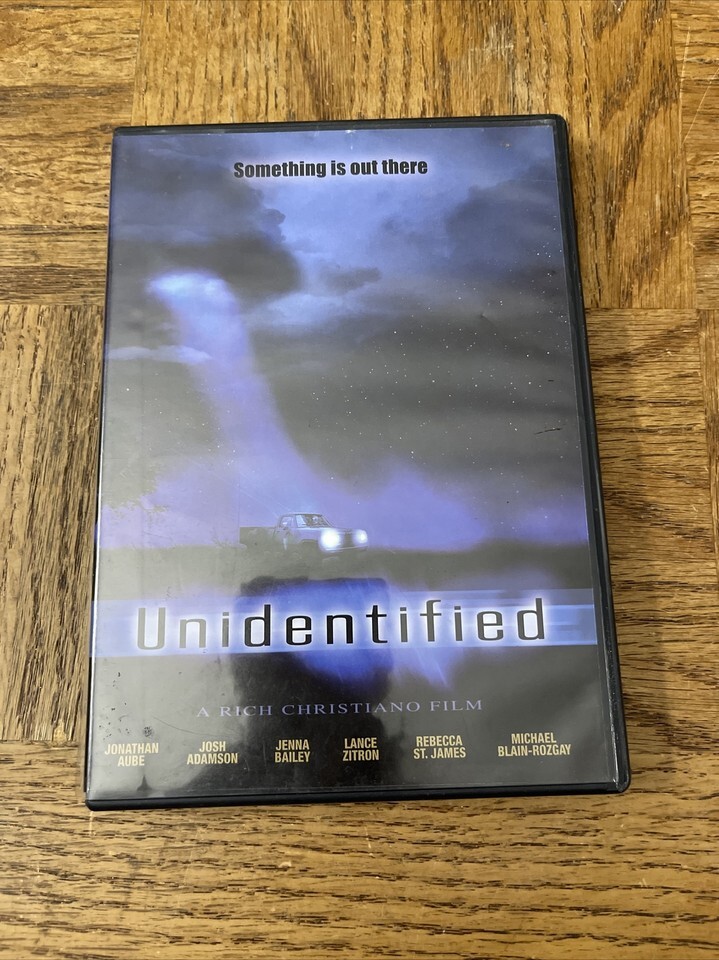 Something is out there
Unidentified
A RICH CHRISTIANO FILM
JONATHAN AUBE
JOSH ADAMSON
JENNA BAILEY
LANCE ZITRON
REBECCA ST. JAMES
MICHAEL BLAIN-ROZGAY